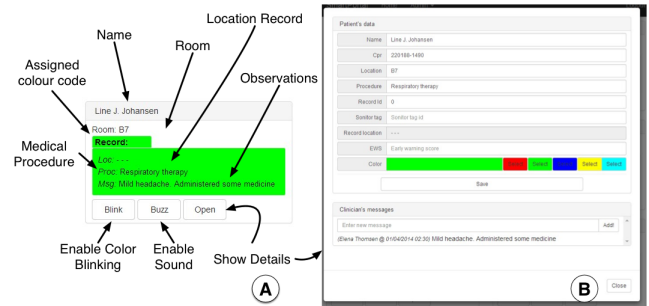 Location Record
Name
Room
Assigned
colour code
Observations
Line J. Johansen
Room: B7
Record:
Medical
Procedure
Loc: ---
Proc: Respiratory therapy
Msg: Mild headache. Administered some medicine
Blink
Buzz
Open
Enable Color
Blinking
Enable
Sound
Show Details
A
Patient's data
Name
Line J. Johansen
Cpr
220188-1490
Location
B7
Procedure
Respiratory therapy
Record Id
0
Sonitor tag
Sonitor tag id
Record location
---
EWS
Early warning score
Color
Select
Select
Select
Select
Save
Clinician's messages
Enter new message
Add!
(Elena Thomsen @ 01/04/2014 02:30) Mild headache. Administered some medicine
B
Close